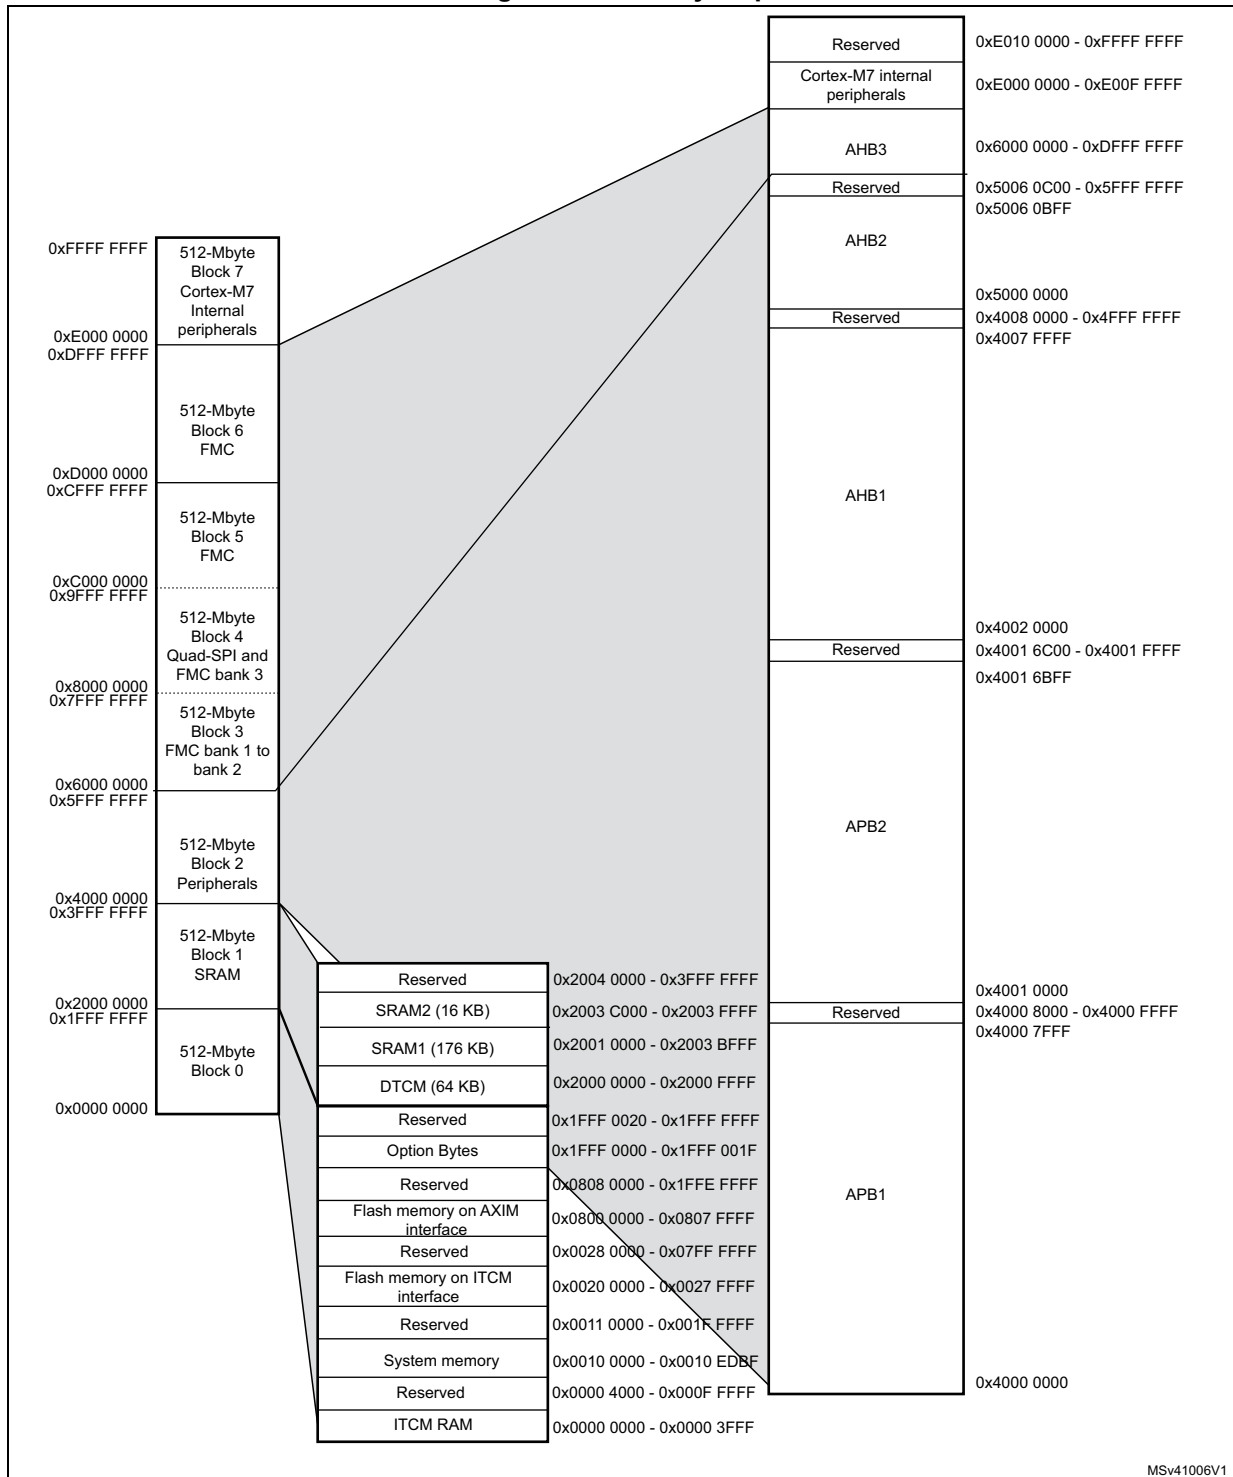 0xFFFF FFFF
512-Mbyte
Block 7
Cortex-M7
Internal
peripherals
0xE000 0000
0xDFFF FFFF
512-Mbyte
Block 6
FMC
0xD000 0000
0xCFFF FFFF
512-Mbyte
Block 5
FMC
0xC000 0000
0x9FFF FFFF
512-Mbyte
Block 4
Quad-SPI and
FMC bank 3
0x8000 0000
0x7FFF FFFF
512-Mbyte
Block 3
FMC bank 1 to
bank 2
0x6000 0000
0x5FFF FFFF
512-Mbyte
Block 2
Peripherals
0x4000 0000
0x3FFF FFFF
512-Mbyte
Block 1
SRAM
0x2000 0000
0x1FFF FFFF
512-Mbyte
Block 0
0x0000 0000
Reserved 0x2004 0000 - 0x3FFF FFFF
SRAM2 (16 KB) 0x2003 C000 - 0x2003 FFFF
SRAM1 (176 KB) 0x2001 0000 - 0x2003 BFFF
DTCM (64 KB) 0x2000 0000 - 0x2000 FFFF
Reserved 0x1FFF 0020 - 0x1FFF FFFF
Option Bytes 0x1FFF 0000 - 0x1FFF 001F
Reserved 0x0808 0000 - 0x1FFE FFFF
Flash memory on AXIM
interface
0x0800 0000 - 0x0807 FFFF
Reserved 0x0028 0000 - 0x07FF FFFF
Flash memory on ITCM
interface
0x0020 0000 - 0x0027 FFFF
Reserved 0x0011 0000 - 0x001F FFFF
System memory 0x0010 0000 - 0x0010 EDBF
Reserved 0x0000 4000 - 0x000F FFFF
ITCM RAM 0x0000 0000 - 0x0000 3FFF
Reserved 0xE010 0000 - 0xFFFF FFFF
Cortex-M7 internal
peripherals
0xE000 0000 - 0xE00F FFFF
AHB3 0x6000 0000 - 0xDFFF FFFF
Reserved 0x5006 0C00 - 0x5FFF FFFF
0x5006 0BFF
AHB2
0x5000 0000
Reserved 0x4008 0000 - 0x4FFF FFFF
0x4007 FFFF
AHB1
0x4002 0000
Reserved 0x4001 6C00 - 0x4001 FFFF
0x4001 6BFF
APB2
0x4001 0000
Reserved 0x4000 8000 - 0x4000 FFFF
0x4000 7FFF
APB1
0x4000 0000
MSv41006V1